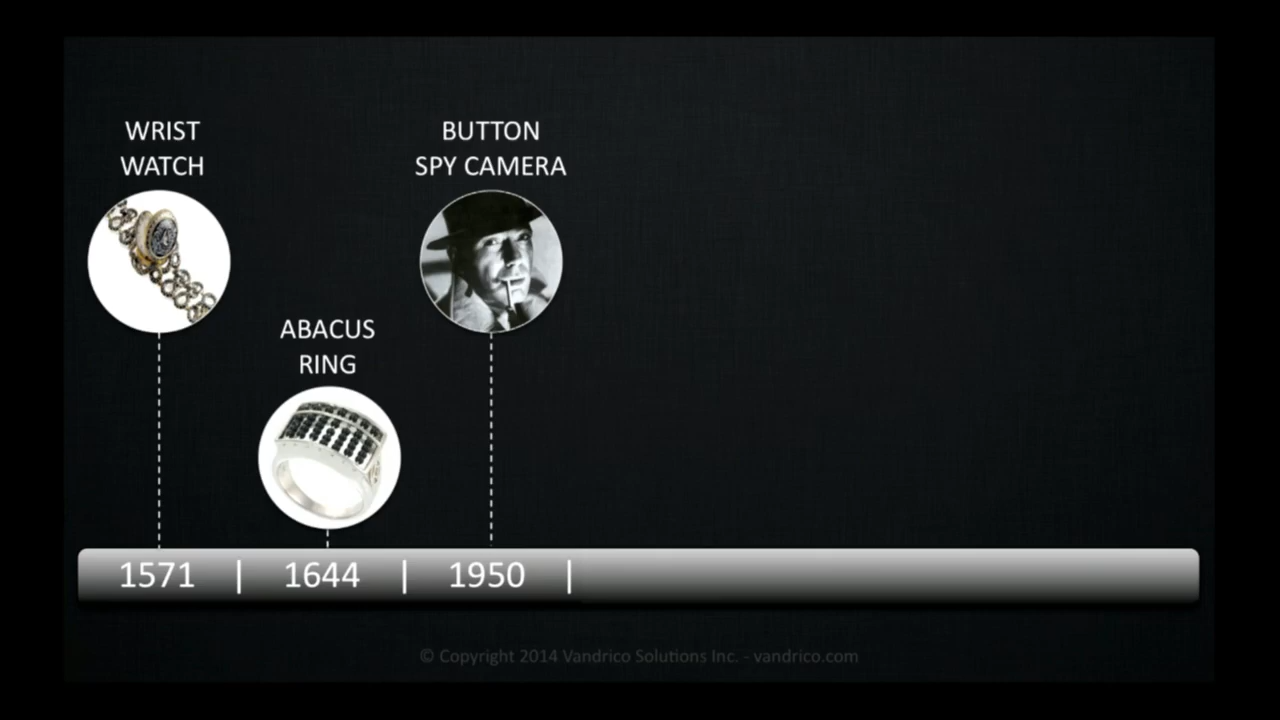 WRIST
WATCH
BUTTON
SPY CAMERA
ABACUS
RING
1571 | 1644 | 1950 |
© Copyright 2014 Vandrico Solutions Inc. - vandrico.com